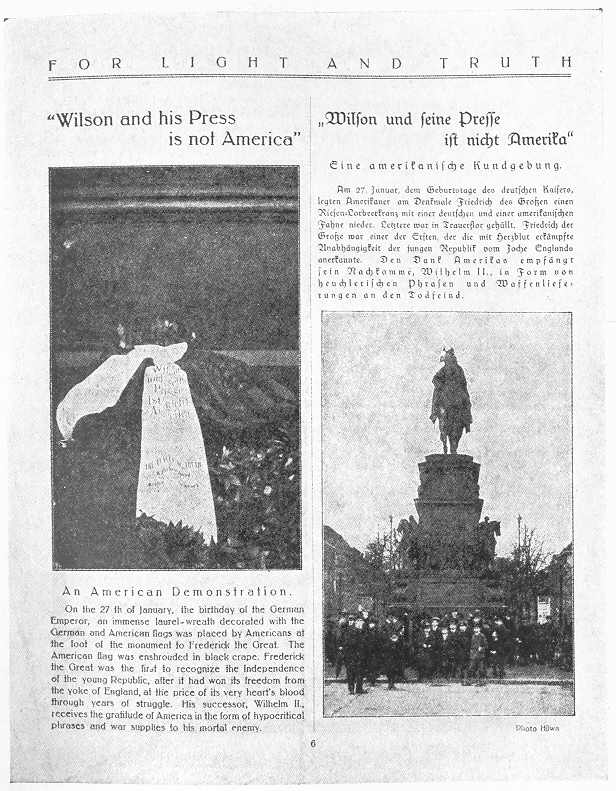 FOR LIGHT AND TRUTH
“Wilson and his Press
is not America”
An American Demonstration.
On the 27 th of January, the birthday of the German
Emperor, an immense laurel-wreath decorated with the
German and American flags was placed by Americans
at the foot of the monument to Frederick the Great. The
American flag was enshrouded in black crape. Frederick
the Great was the first to recognize the Independence
of the young Republic, after it had won its freedom from
the yoke of England, at the price of its very heart's blood
through years of struggle. His successor, Wilhelm II.,
receives the gratitude of America in the form of hypocritical
phrases and war supplies to his mortal enemy.
„Wilson und seine Presse
ist nicht Amerika“
Eine amerikanische Kundgebung.
Am 27. Januar, dem Geburtstage des deutschen Kaisers,
legten Amerikaner am Denkmale Friedrich des Großen einen
Riesen-Lorbeerkranz mit einer deutschen und einer amerikanischen
Fahne nieder. Letztere war in Trauerflor gehüllt. Friedrich der
Große war einer der Ersten, der die mit Herzblut erkämpfte
Unabhängigkeit der jungen Republik vom Joche Englands
anerkannte. Den Dank Amerikas empfängt
sein Nachkomme, Wilhelm II., in Form von
heuchlerischen Phrasen und Waffenliefe-
rungen an den Todfeind.
Photo
6